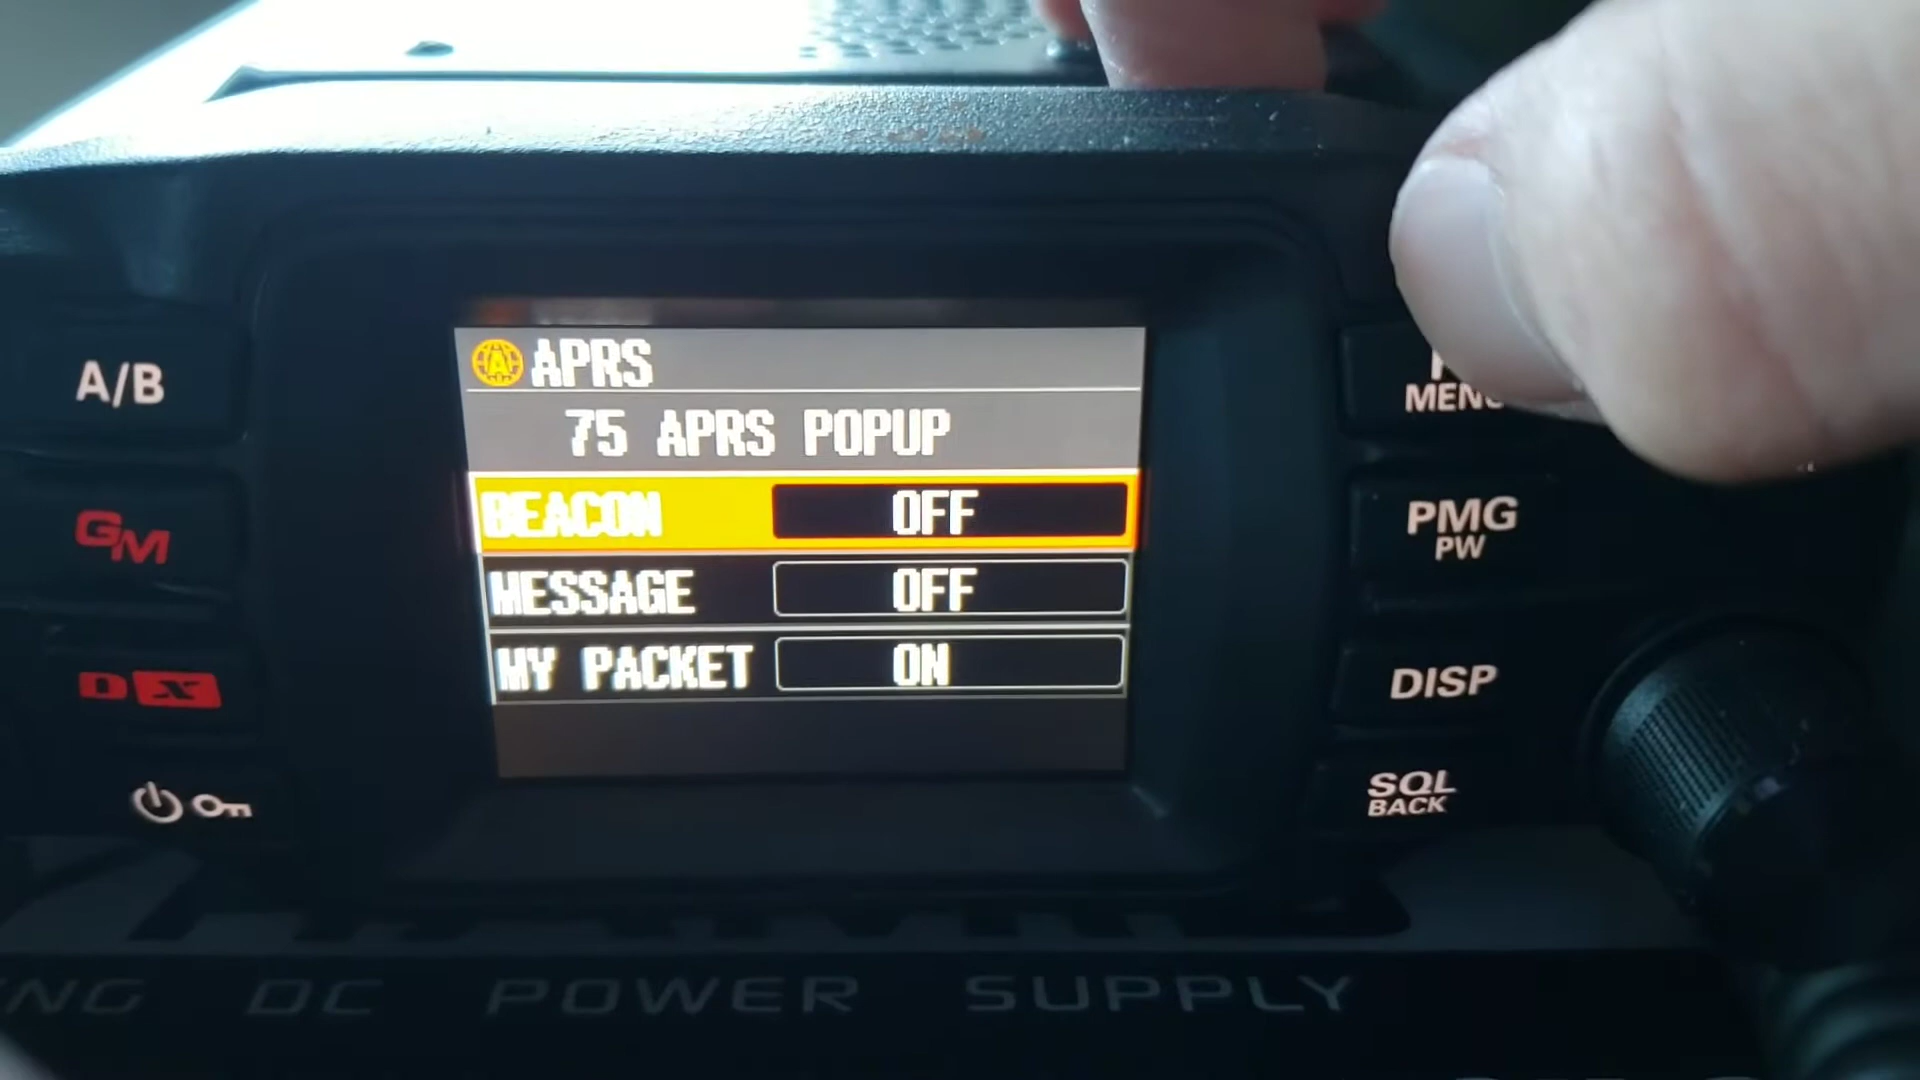 APRS
75 APRS POPUP
BEACON OFF
MESSAGE OFF
MY PACKET ON
A/B
GM
DX
PMG
PW
DISP
SQL
BACK
DC POWER SUPPLY